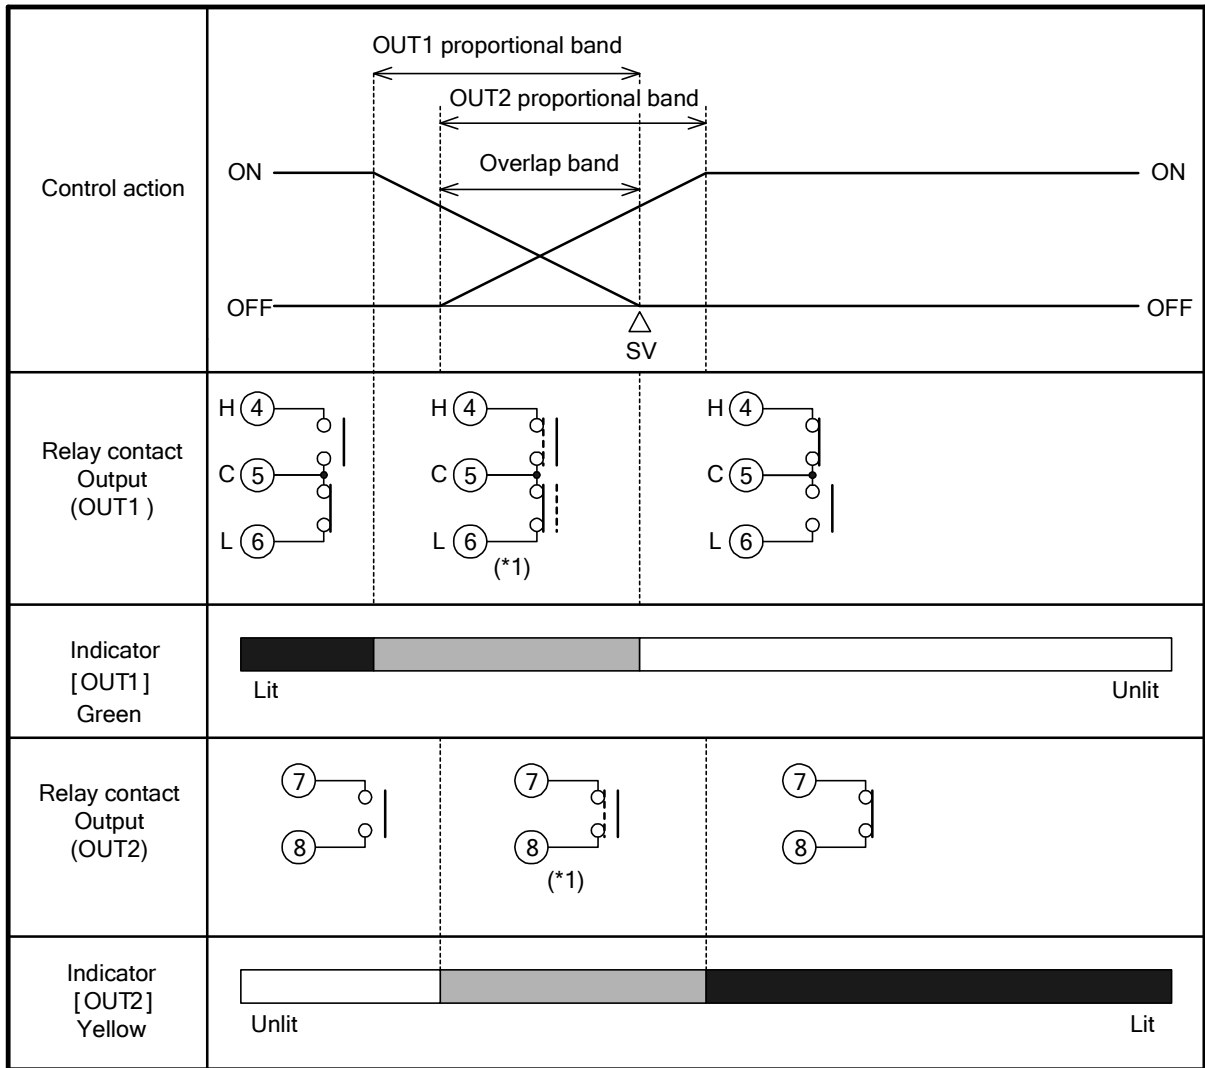 OUT1 proportional band
OUT2 proportional band
Overlap band
Control action
ON
ON
OFF
OFF
SV
Relay contact
Output
(OUT1 )
H 4
C 5
L 6
H 4
C 5
L 6
(*1)
H 4
C 5
L 6
Indicator
[OUT1]
Green
Lit
Unlit
Relay contact
Output
(OUT2)
7
8
7
8
(*1)
7
8
Indicator
[OUT2]
Yellow
Unlit
Lit